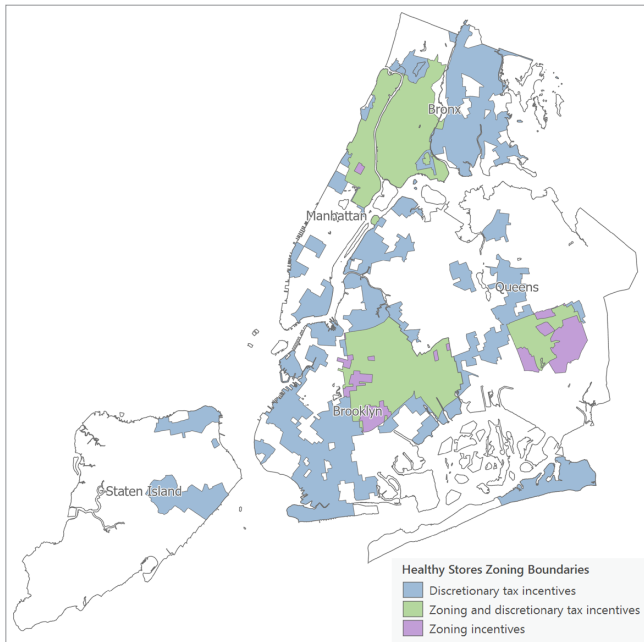 Bronx
Manhattan
Queens
Brooklyn
Staten Island
Healthy Stores Zoning Boundaries
Discretionary tax incentives
Zoning and discretionary tax incentives
Zoning incentives